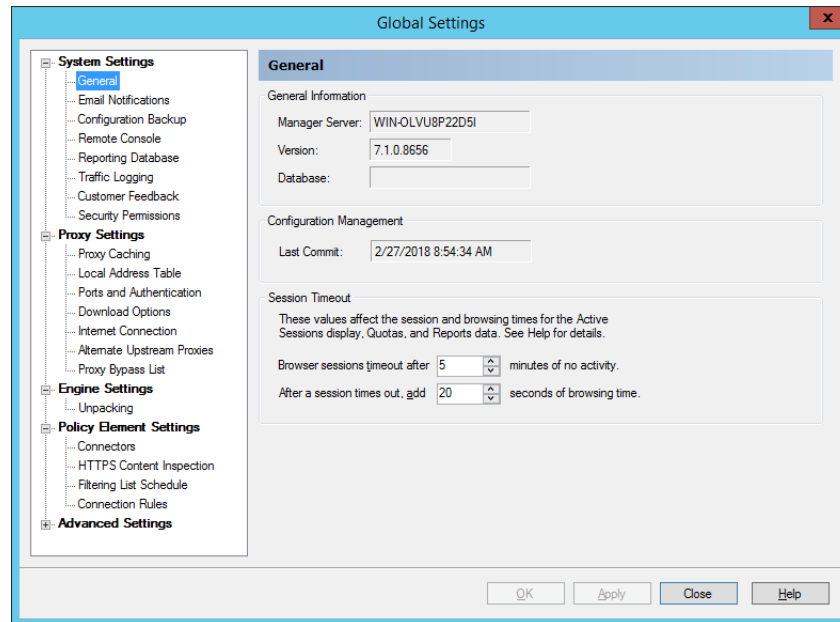 Global Settings
x
System Settings
General
Email Notifications
Configuration Backup
Remote Console
Reporting Database
Traffic Logging
Customer Feedback
Security Permissions
Proxy Settings
Proxy Caching
Local Address Table
Ports and Authentication
Download Options
Internet Connection
Alternate Upstream Proxies
Proxy Bypass List
Engine Settings
Unpacking
Policy Element Settings
Connectors
HTTPS Content Inspection
Filtering List Schedule
Connection Rules
Advanced Settings
General
General Information
Manager Server: WIN-OLVU8P22D5I
Version: 7.1.0.8656
Database:
Configuration Management
Last Commit: 2/27/2018 8:54:34 AM
Session Timeout
These values affect the session and browsing times for the Active
Sessions display, Quotas, and Reports data. See Help for details.
Browser sessions timeout after 5 minutes of no activity.
After a session times out, add 20 seconds of browsing time.
OK Apply Close Help